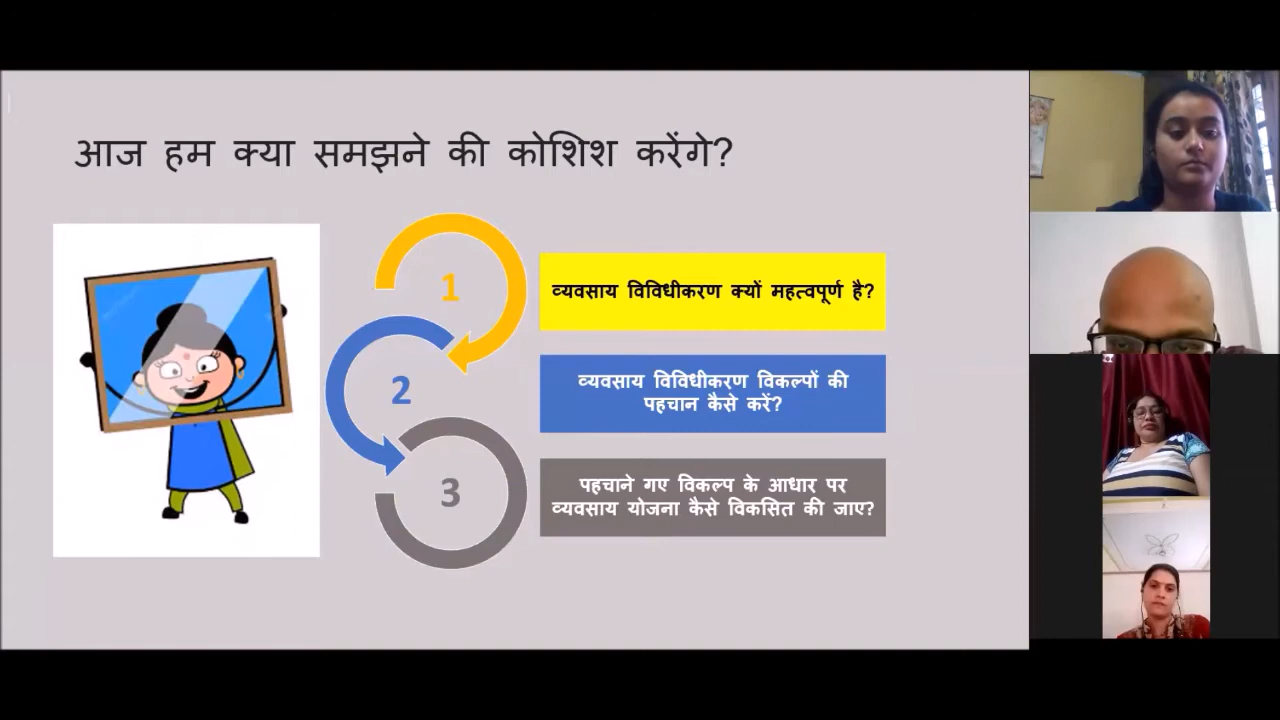 आज हम क्या समझने की कोशिश करेंगे?
1
व्यवसाय विविधीकरण क्यों महत्वपूर्ण है?
2
व्यवसाय विविधीकरण विकल्पों की
पहचान कैसे करें?
3
पहचाने गए विकल्प के आधार पर
व्यवसाय योजना कैसे विकसित की जाए?